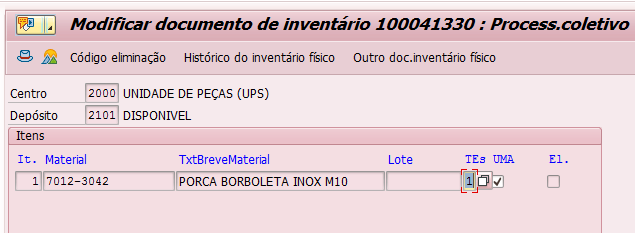 Modificar documento de inventário 100041330 : Process.coletivo
Código eliminação Histórico do inventário físico Outro doc.inventário físico
Centro 2000 UNIDADE DE PEÇAS (UPS)
Depósito 2101 DISPONIVEL
Itens
It. Material TxtBreveMaterial Lote TEs UMA El.
1 7012-3042 PORCA BORBOLETA INOX M10 1